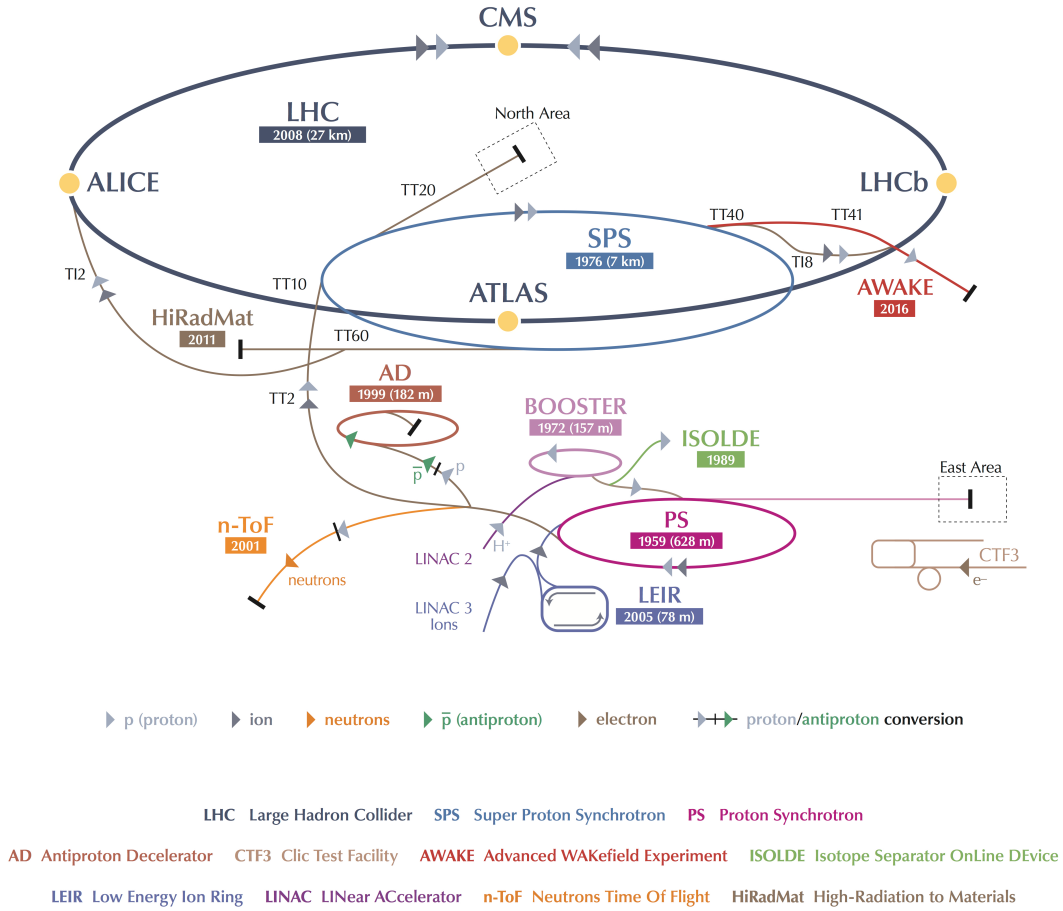 CMS
LHC
2008 (27 km)
North Area
ALICE
LHCb
TT20
TT40
TT41
SPS
1976 (7 km)
TI8
TI2
TT10
ATLAS
AWAKE
2016
HiRadMat
2011
TT60
AD
1999 (182 m)
TT2
BOOSTER
1972 (157 m)
ISOLDE
1989
p̅
p
East Area
n-ToF
2001
PS
1959 (628 m)
H⁺
LINAC 2
neutrons
CTF3
e–
LEIR
2005 (78 m)
LINAC 3
Ions
p (proton) ion neutrons p̅ (antiproton) electron proton/antiproton conversion
LHC Large Hadron Collider SPS Super Proton Synchrotron PS Proton Synchrotron
AD Antiproton Decelerator CTF3 Clic Test Facility AWAKE Advanced WAKefield Experiment ISOLDE Isotope Separator OnLine DEvice
LEIR Low Energy Ion Ring LINAC LINear ACcelerator n-ToF Neutrons Time Of Flight HiRadMat High-Radiation to Materials